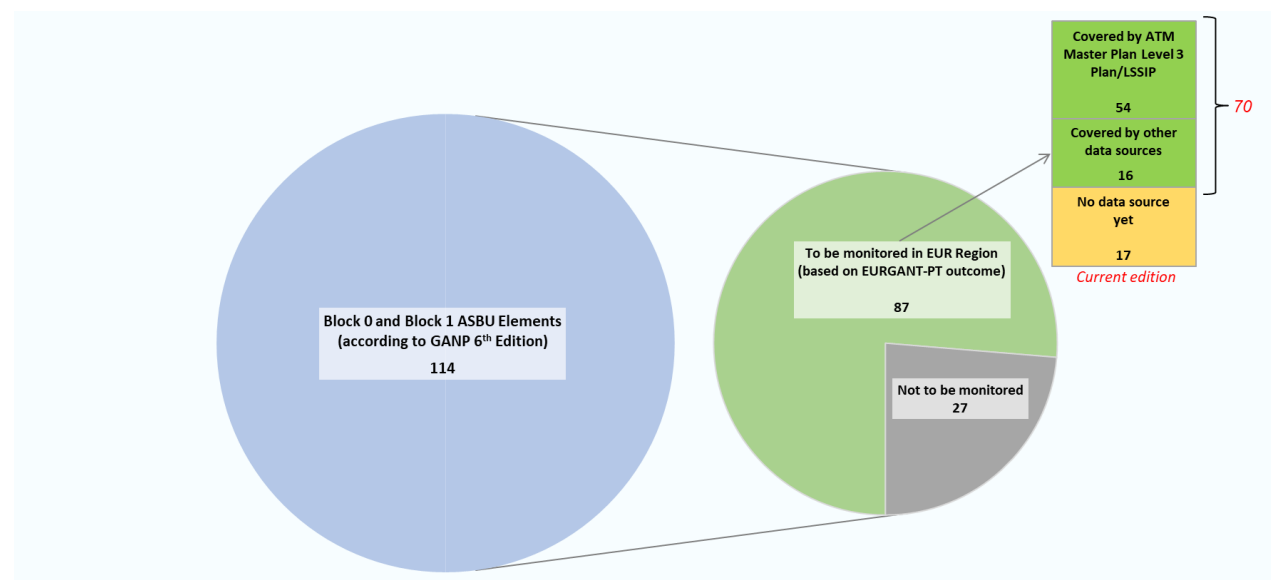 Block 0 and Block 1 ASBU Elements
(according to GANP 6th Edition)
114
To be monitored in EUR Region
(based on EURGANT-PT outcome)
87
Not to be monitored
27
Covered by ATM
Master Plan Level 3
Plan/LSSIP
54
Covered by other
data sources
16
No data source
yet
17
70
Current edition